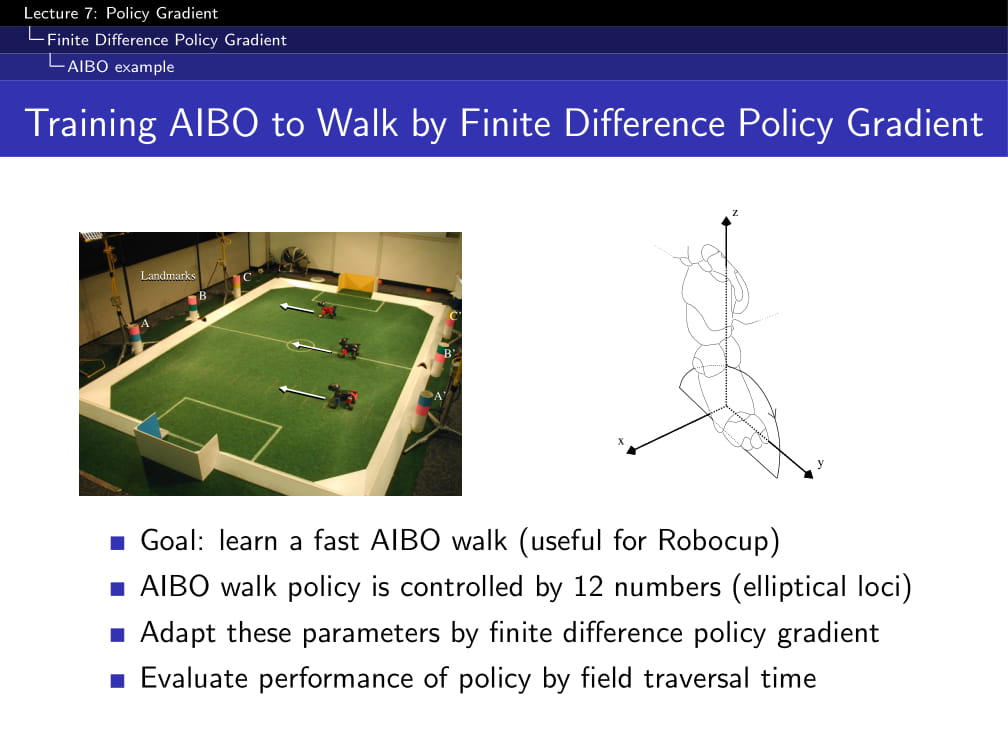 Lecture 7: Policy Gradient
Finite Difference Policy Gradient
AIBO example
Training AIBO to Walk by Finite Difference Policy Gradient
Landmarks
C
B
A
C'
B'
A'
z
x
y
Goal: learn a fast AIBO walk (useful for Robocup)
AIBO walk policy is controlled by 12 numbers (elliptical loci)
Adapt these parameters by finite difference policy gradient
Evaluate performance of policy by field traversal time